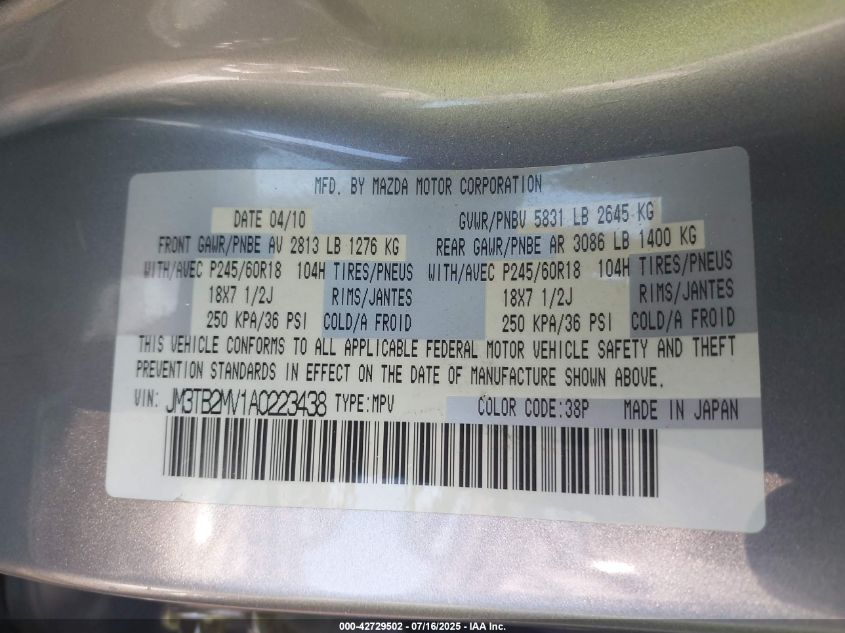 MFD. BY MAZDA MOTOR CORPORATION
DATE 04/10 GVWR/PNBV 5831 LB 2645 KG
FRONT GAWR/PNBE AV 2813 LB 1276 KG REAR GAWR/PNBE AR 3086 LB 1400 KG
WITH/AVEC P245/60R18 104H TIRES/PNEUS WITH/AVEC P245/60R18 104H TIRES/PNEUS
18X7 1/2J RIMS/JANTES 18X7 1/2J RIMS/JANTES
250 KPA/36 PSI COLD/A FROID 250 KPA/36 PSI COLD/A FROID
THIS VEHICLE CONFORMS TO ALL APPLICABLE FEDERAL MOTOR VEHICLE SAFETY AND THEFT
PREVENTION STANDARDS IN EFFECT ON THE DATE OF MANUFACTURE SHOWN ABOVE.
VIN: JM3TB2MV1A0223438 TYPE:MPV COLOR CODE:38P MADE IN JAPAN
000-42729502 - 07/16/2025 - IAA Inc.